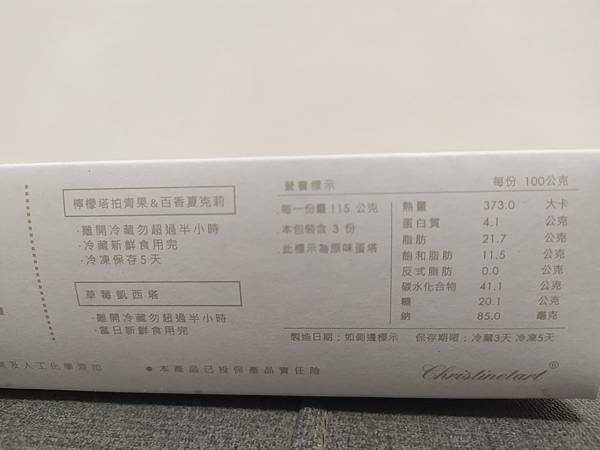 檸檬塔拍青果&百香夏克莉
·離開冷藏勿超過半小時
·冷藏新鮮食用完
·冷凍保存5天
草莓凱西塔
·離開冷藏勿超過半小時
·當日新鮮食用完
及人工化學添加
● 本產品已投保產品責任險
營養標示
每一份量 115 公克
本包裝含 3 份
此標示為原味蛋塔
每份 100公克
熱量 373.0 大卡
蛋白質 4.1 公克
脂肪 21.7 公克
飽和脂肪 11.5 公克
反式脂肪 0.0 公克
碳水化合物 41.1 公克
糖 20.1 公克
鈉 85.0 毫克
製造日期：如側邊標示 保存期限：冷藏3天 冷凍5天
Christinetart®